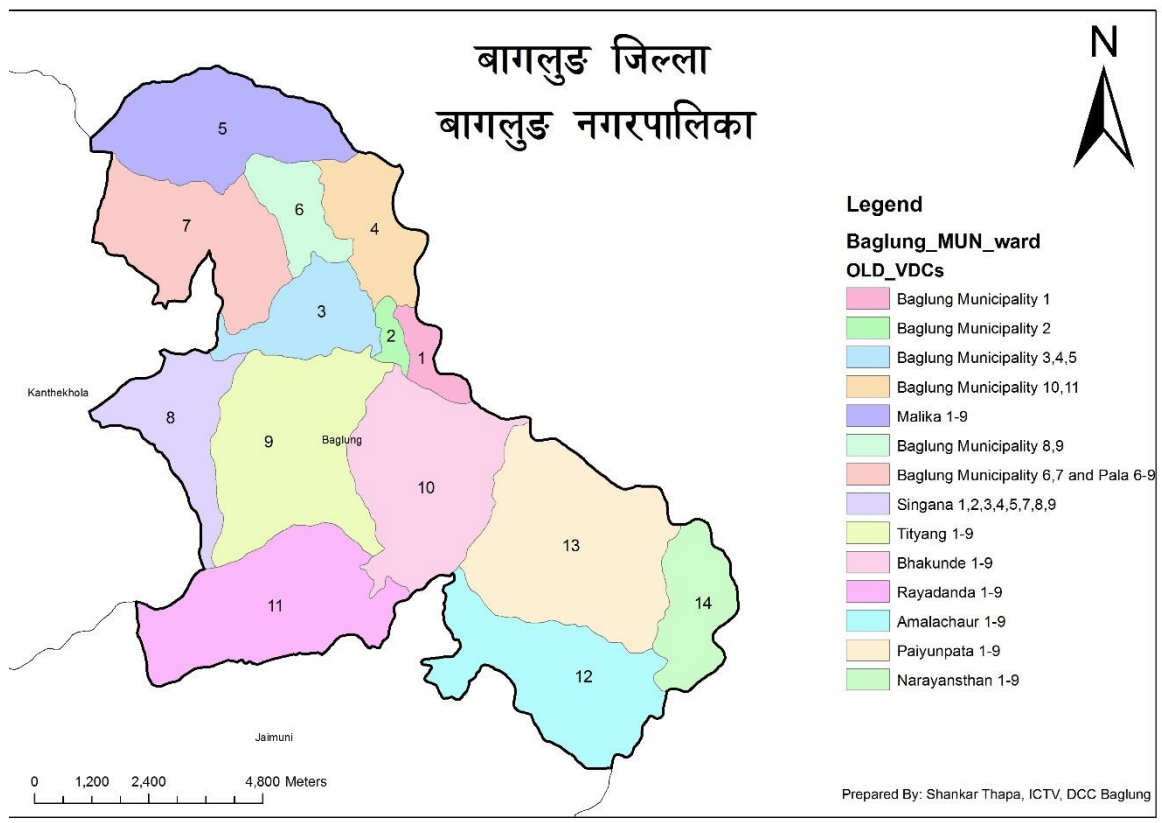 बागलुङ जिल्ला
बागलुङ नगरपालिका
N
5
6
4
7
3
2
1
Kanthekhola
8
9
Baglung
10
13
11
14
12
Jaimuni
Legend
Baglung_MUN_ward
OLD_VDCs
Baglung Municipality 1
Baglung Municipality 2
Baglung Municipality 3,4,5
Baglung Municipality 10,11
Malika 1-9
Baglung Municipality 8,9
Baglung Municipality 6,7 and Pala 6-9
Singana 1,2,3,4,5,7,8,9
Tityang 1-9
Bhakunde 1-9
Rayadanda 1-9
Amalachaur 1-9
Paiyunpata 1-9
Narayansthan 1-9
0 1,200 2,400 4,800 Meters
Prepared By: Shankar Thapa, ICTV, DCC Baglung